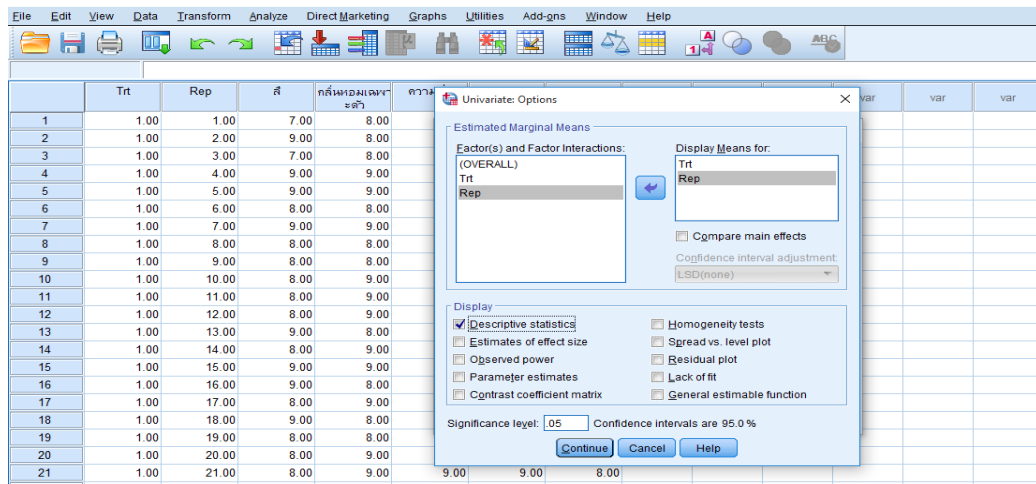 File Edit View Data Transform Analyze Direct Marketing Graphs Utilities Add-ons Window Help
Trt Rep สี กลิ่นหอมเฉพา ความ var var var
ะตัว
1 1.00 1.00 7.00 8.00
2 1.00 2.00 9.00 8.00
3 1.00 3.00 7.00 8.00
4 1.00 4.00 9.00 9.00
5 1.00 5.00 9.00 9.00
6 1.00 6.00 8.00 8.00
7 1.00 7.00 9.00 9.00
8 1.00 8.00 8.00 8.00
9 1.00 9.00 8.00 8.00
10 1.00 10.00 8.00 9.00
11 1.00 11.00 8.00 9.00
12 1.00 12.00 8.00 8.00
13 1.00 13.00 9.00 8.00
14 1.00 14.00 8.00 9.00
15 1.00 15.00 9.00 9.00
16 1.00 16.00 9.00 8.00
17 1.00 17.00 8.00 9.00
18 1.00 18.00 9.00 9.00
19 1.00 19.00 8.00 8.00
20 1.00 20.00 8.00 9.00
21 1.00 21.00 8.00 9.00 9.00 9.00 8.00
Univariate: Options
Estimated Marginal Means
Factor(s) and Factor Interactions:
(OVERALL)
Trt
Rep
Display Means for:
Trt
Rep
Compare main effects
Confidence interval adjustment:
LSD(none)
Display
Descriptive statistics
Homogeneity tests
Estimates of effect size
Spread vs. level plot
Observed power
Residual plot
Parameter estimates
Lack of fit
Contrast coefficient matrix
General estimable function
Significance level: .05 Confidence intervals are 95.0 %
Continue Cancel Help